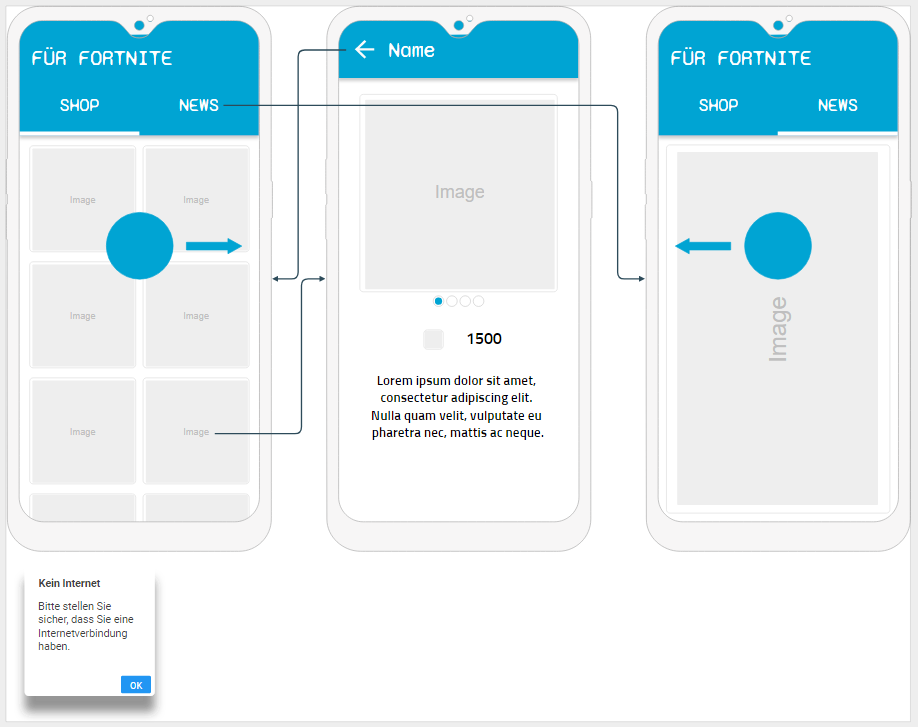 FÜR FORTNITE
SHOP NEWS
Image Image
Image Image
Image Image
Name
Image
1500
Lorem ipsum dolor sit amet,
consectetur adipiscing elit.
Nulla quam velit, vulputate eu
pharetra nec, mattis ac neque.
FÜR FORTNITE
SHOP NEWS
Image
Kein Internet
Bitte stellen Sie
sicher, dass Sie eine
Internetverbindung
haben.
OK